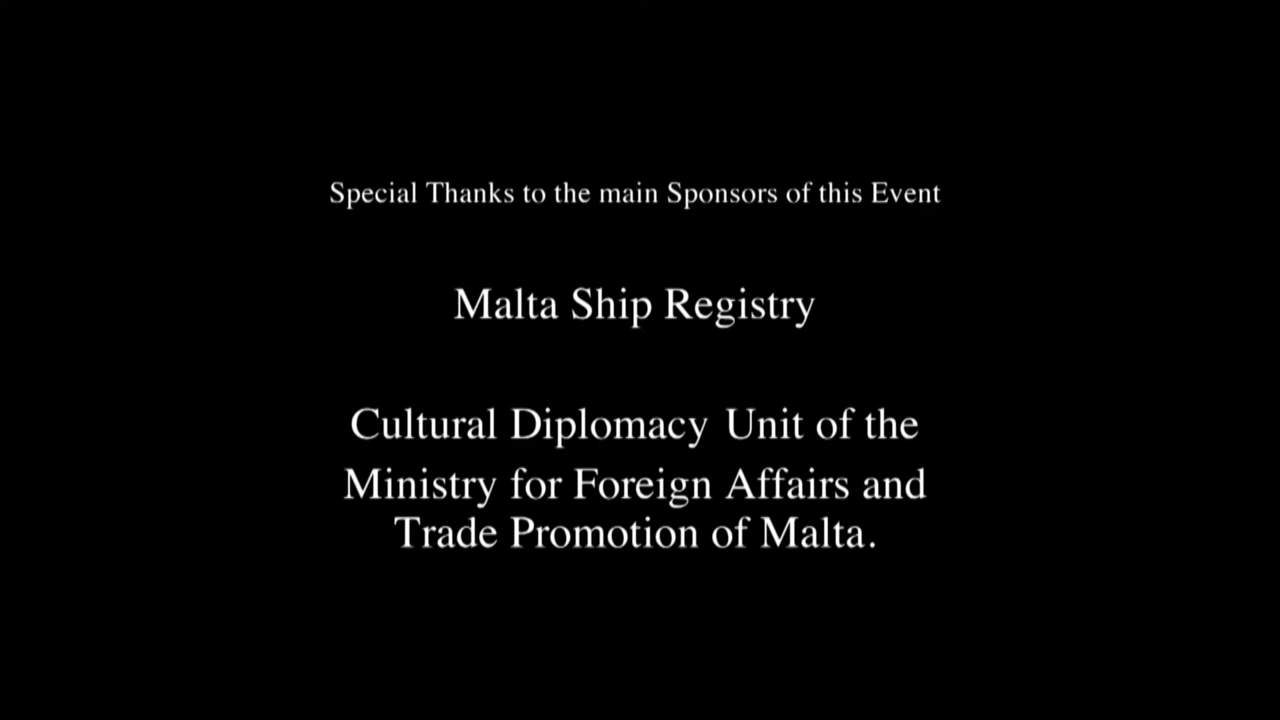 Special Thanks to the main Sponsors of this Event
Malta Ship Registry
Cultural Diplomacy Unit of the
Ministry for Foreign Affairs and
Trade Promotion of Malta.